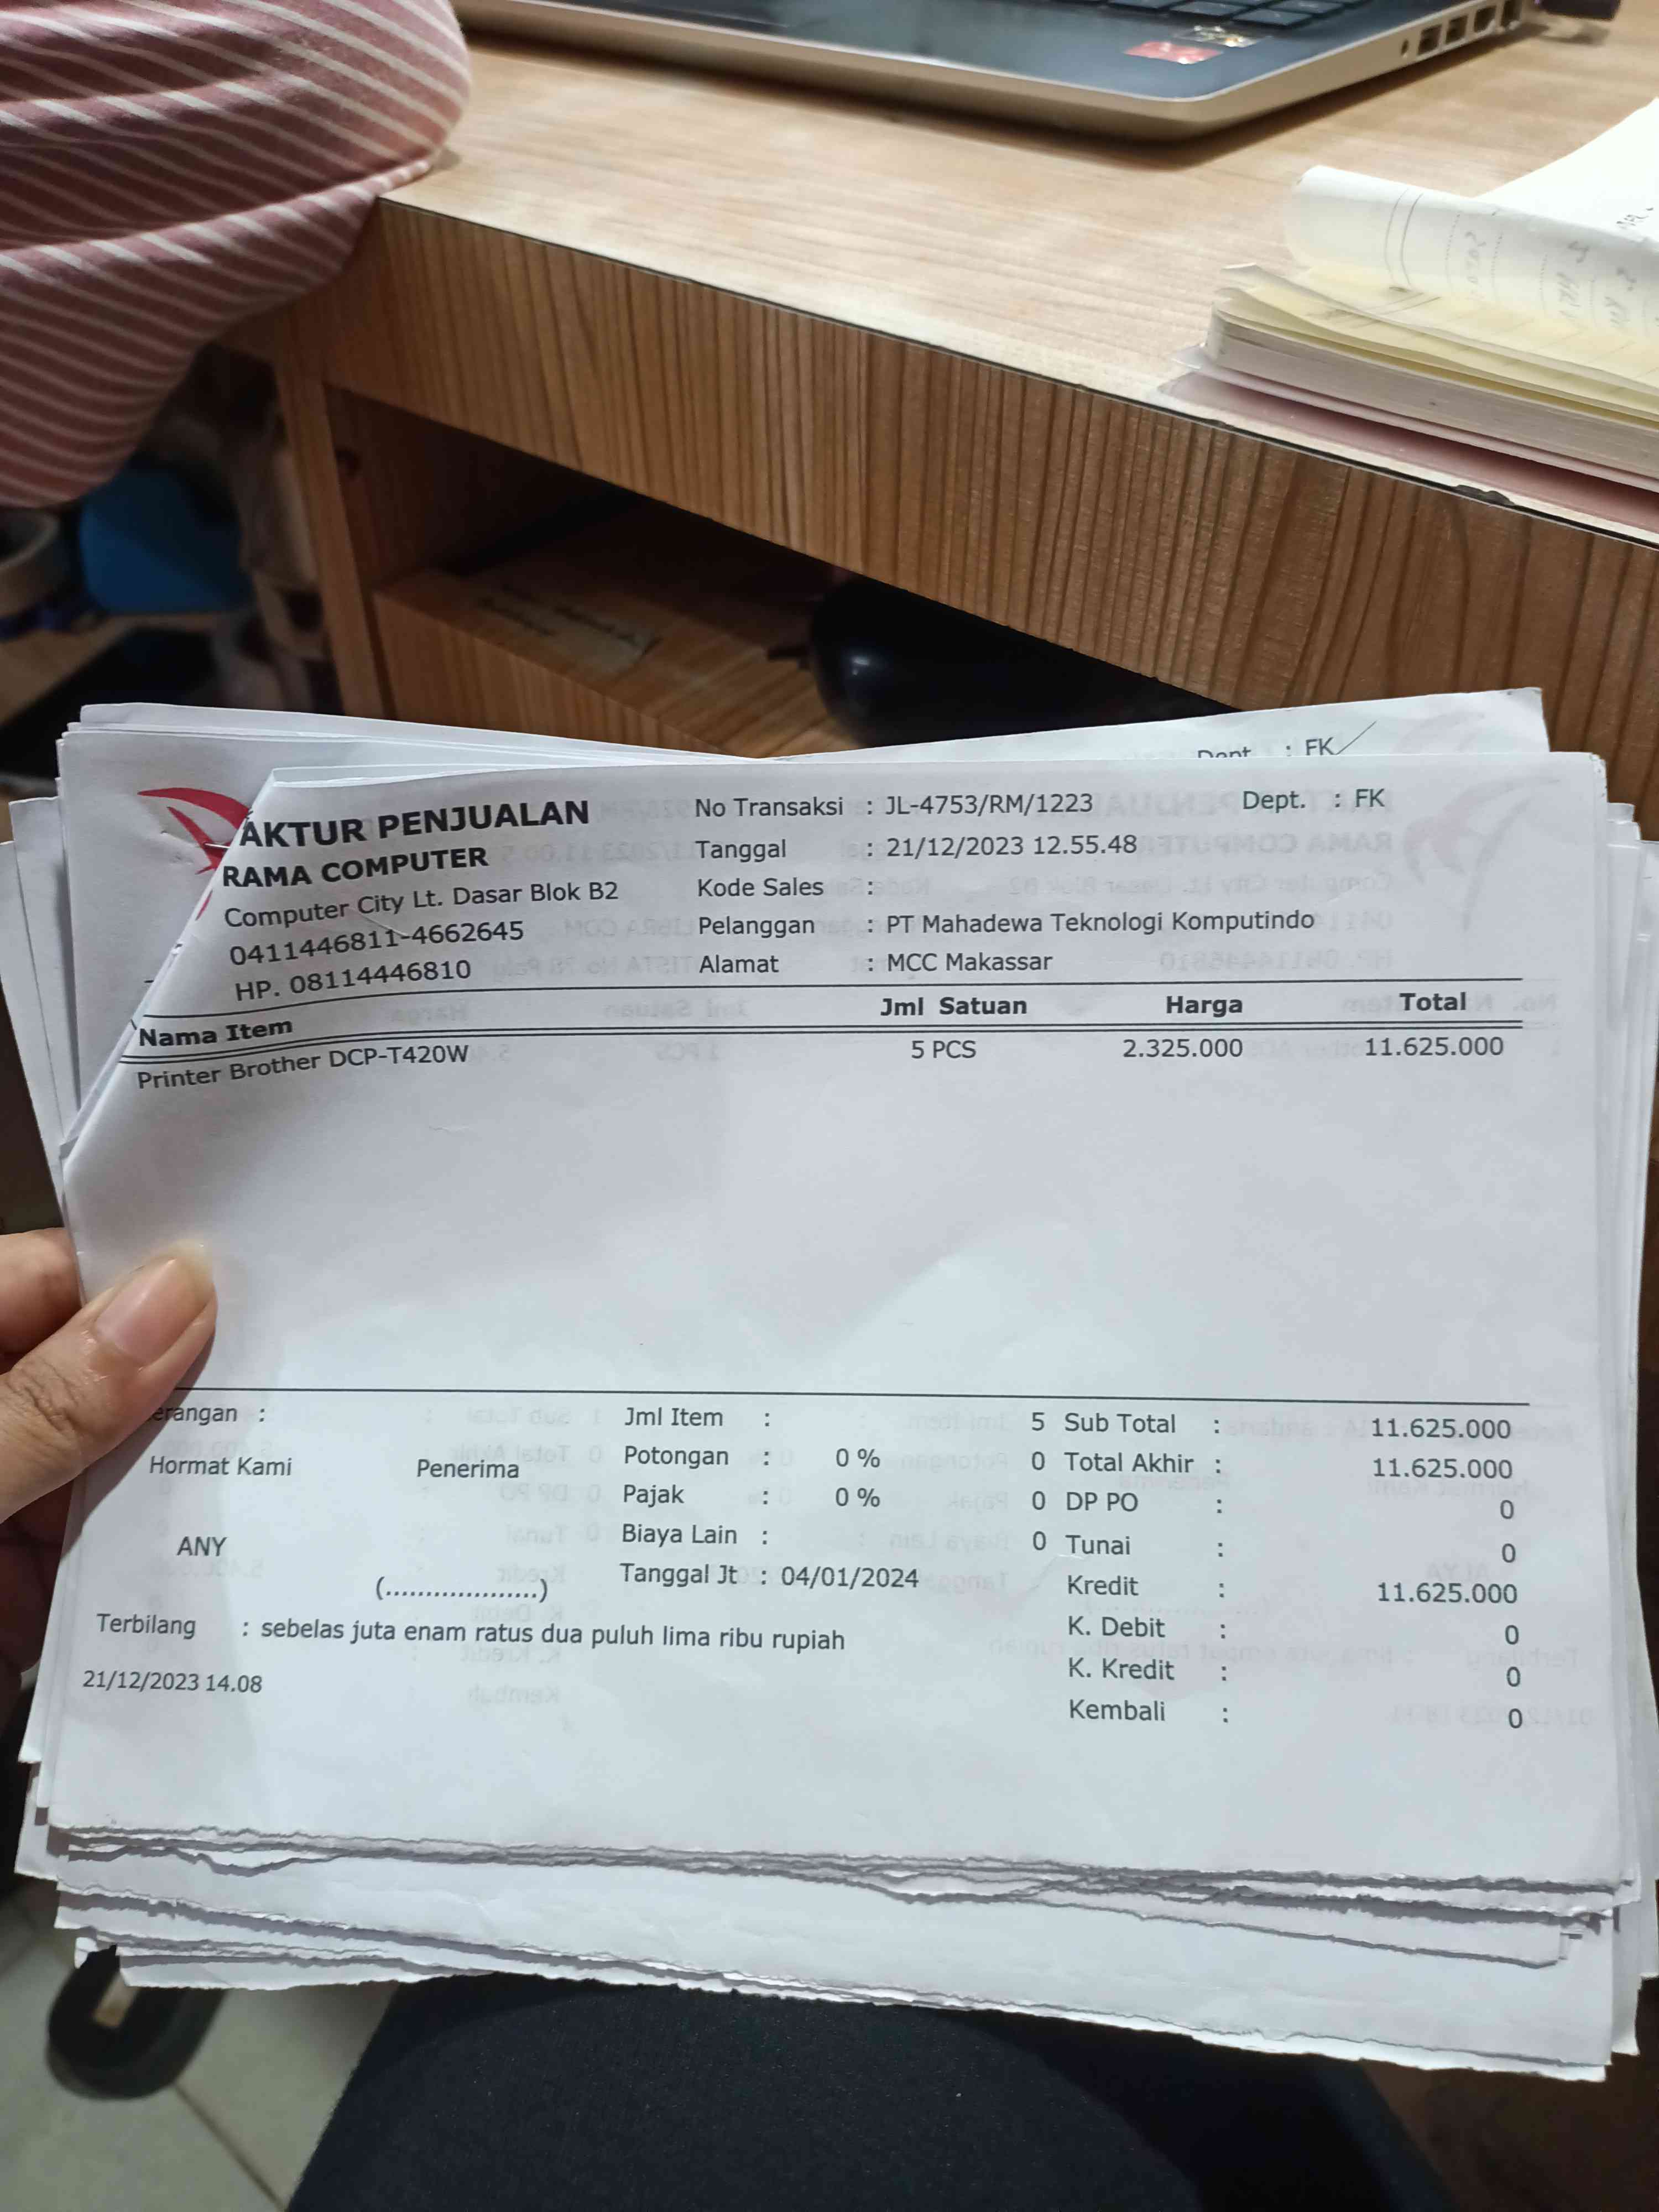 Dept. : FK
AKTUR PENJUALAN
RAMA COMPUTER
Computer City Lt. Dasar Blok B2
0411446811-4662645
HP. 08114446810
No Transaksi : JL-4753/RM/1223
Dept. : FK
Tanggal : 21/12/2023 12.55.48
Kode Sales :
Pelanggan : PT Mahadewa Teknologi Komputindo
Alamat : MCC Makassar
Nama Item Jml Satuan Harga Total
Printer Brother DCP-T420W 5 PCS 2.325.000 11.625.000
erangan :
Hormat Kami Penerima
ANY
(...................)
Jml Item : 5
Potongan : 0 % 0
Pajak : 0 % 0
Biaya Lain : 0
Tanggal Jt : 04/01/2024
Sub Total : 11.625.000
Total Akhir : 11.625.000
DP PO : 0
Tunai : 0
Kredit : 11.625.000
K. Debit : 0
K. Kredit : 0
Kembali : 0
Terbilang : sebelas juta enam ratus dua puluh lima ribu rupiah
21/12/2023 14.08